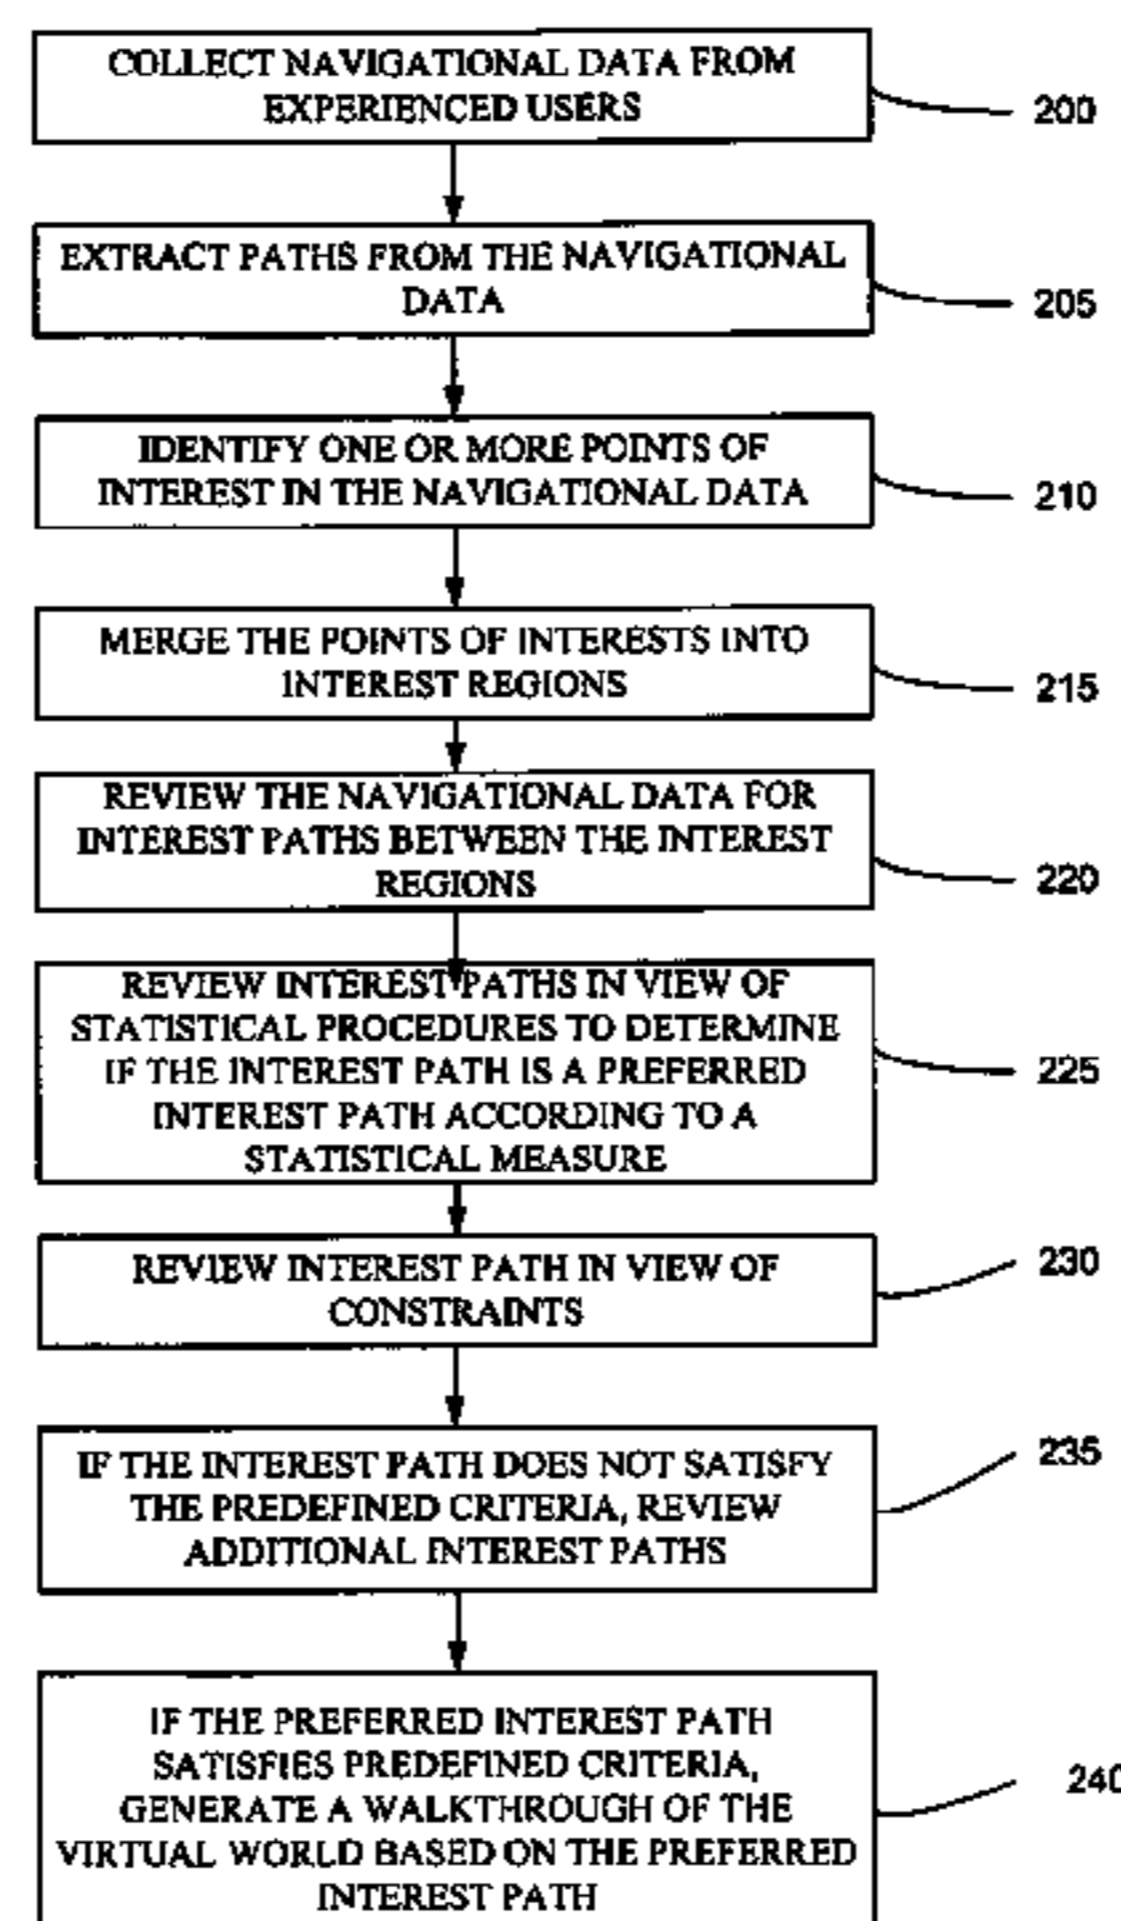 COLLECT NAVIGATIONAL DATA FROM
EXPERIENCED USERS
200
EXTRACT PATHS FROM THE NAVIGATIONAL
DATA
205
IDENTIFY ONE OR MORE POINTS OF
INTEREST IN THE NAVIGATIONAL DATA
210
MERGE THE POINTS OF INTERESTS INTO
INTEREST REGIONS
215
REVIEW THE NAVIGATIONAL DATA FOR
INTEREST PATHS BETWEEN THE INTEREST
REGIONS
220
REVIEW INTEREST PATHS IN VIEW OF
STATISTICAL PROCEDURES TO DETERMINE
IF THE INTEREST PATH IS A PREFERRED
INTEREST PATH ACCORDING TO A
STATISTICAL MEASURE
225
REVIEW INTEREST PATH IN VIEW OF
CONSTRAINTS
230
IF THE INTEREST PATH DOES NOT SATISFY
THE PREDEFINED CRITERIA, REVIEW
ADDITIONAL INTEREST PATHS
235
IF THE PREFERRED INTEREST PATH
SATISFIES PREDEFINED CRITERIA,
GENERATE A WALKTHROUGH OF THE
VIRTUAL WORLD BASED ON THE PREFERRED
INTEREST PATH
240